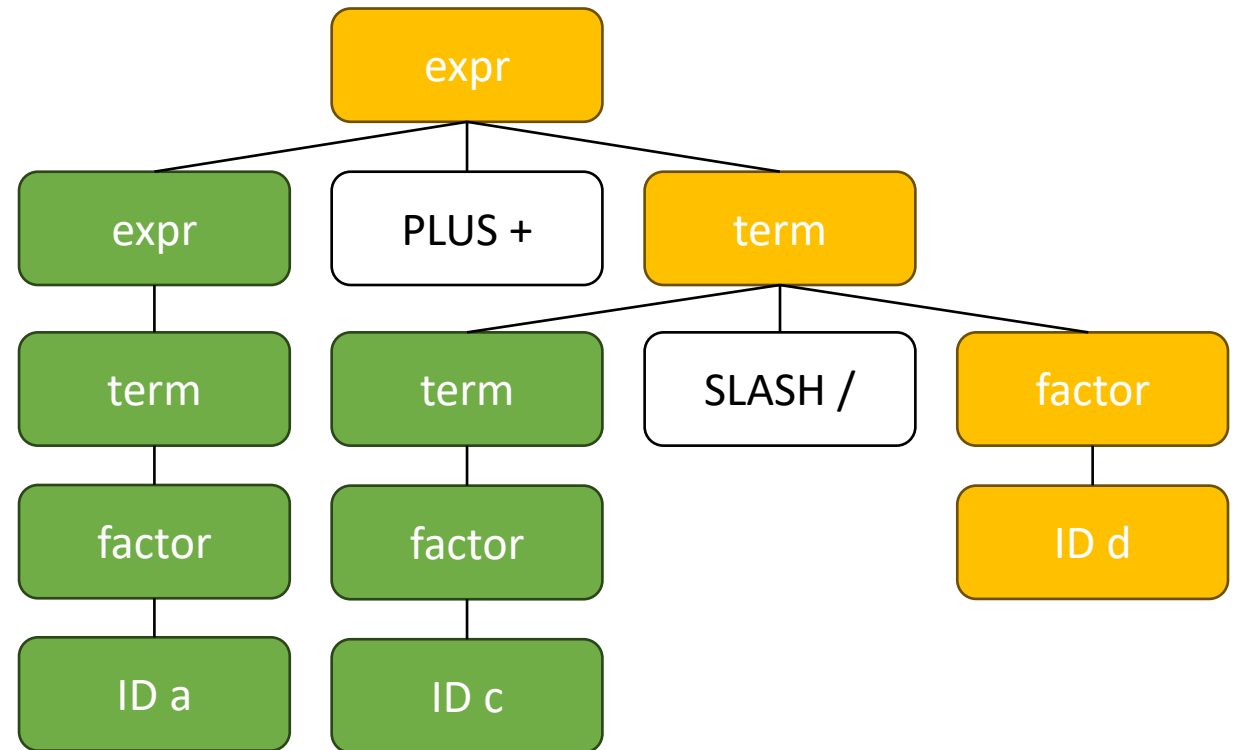 expr
expr
PLUS +
term
term
term
SLASH /
factor
factor
factor
ID d
ID a
ID c